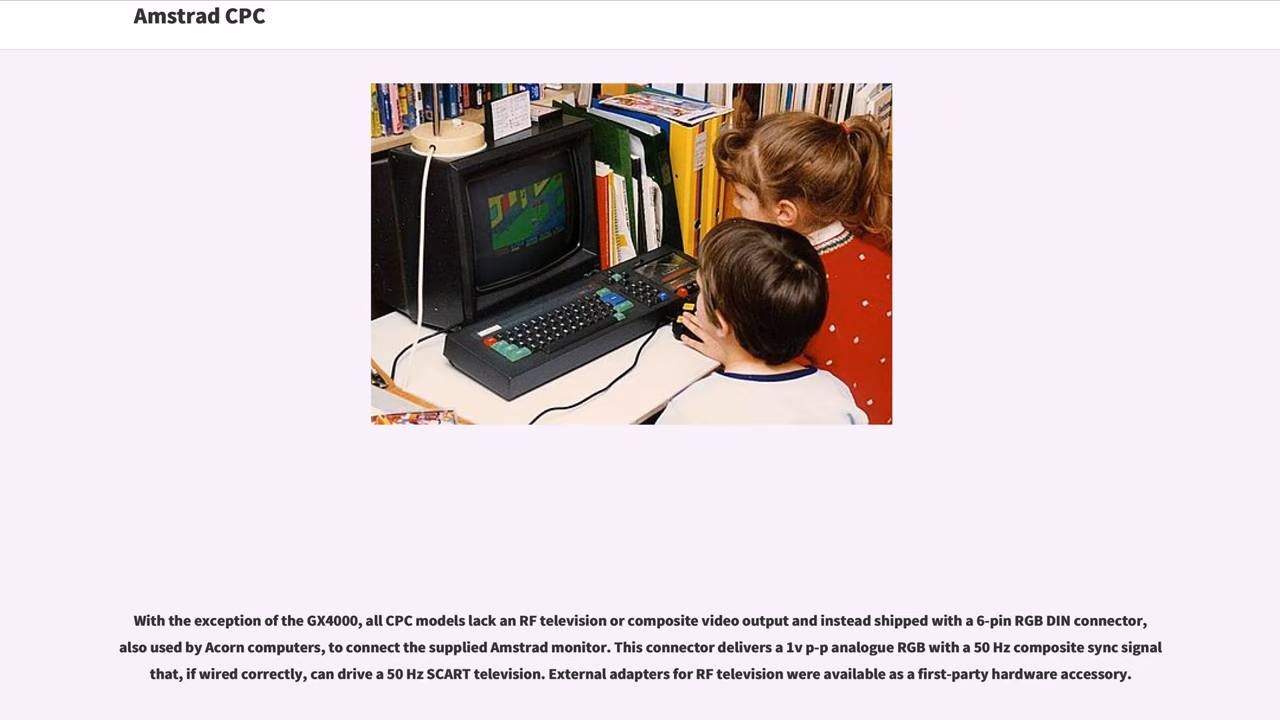 Amstrad CPC
With the exception of the GX4000, all CPC models lack an RF television or composite video output and instead shipped with a 6-pin RGB DIN connector,
also used by Acorn computers, to connect the supplied Amstrad monitor. This connector delivers a 1v p-p analogue RGB with a 50 Hz composite sync signal
that, if wired correctly, can drive a 50 Hz SCART television. External adapters for RF television were available as a first-party hardware accessory.